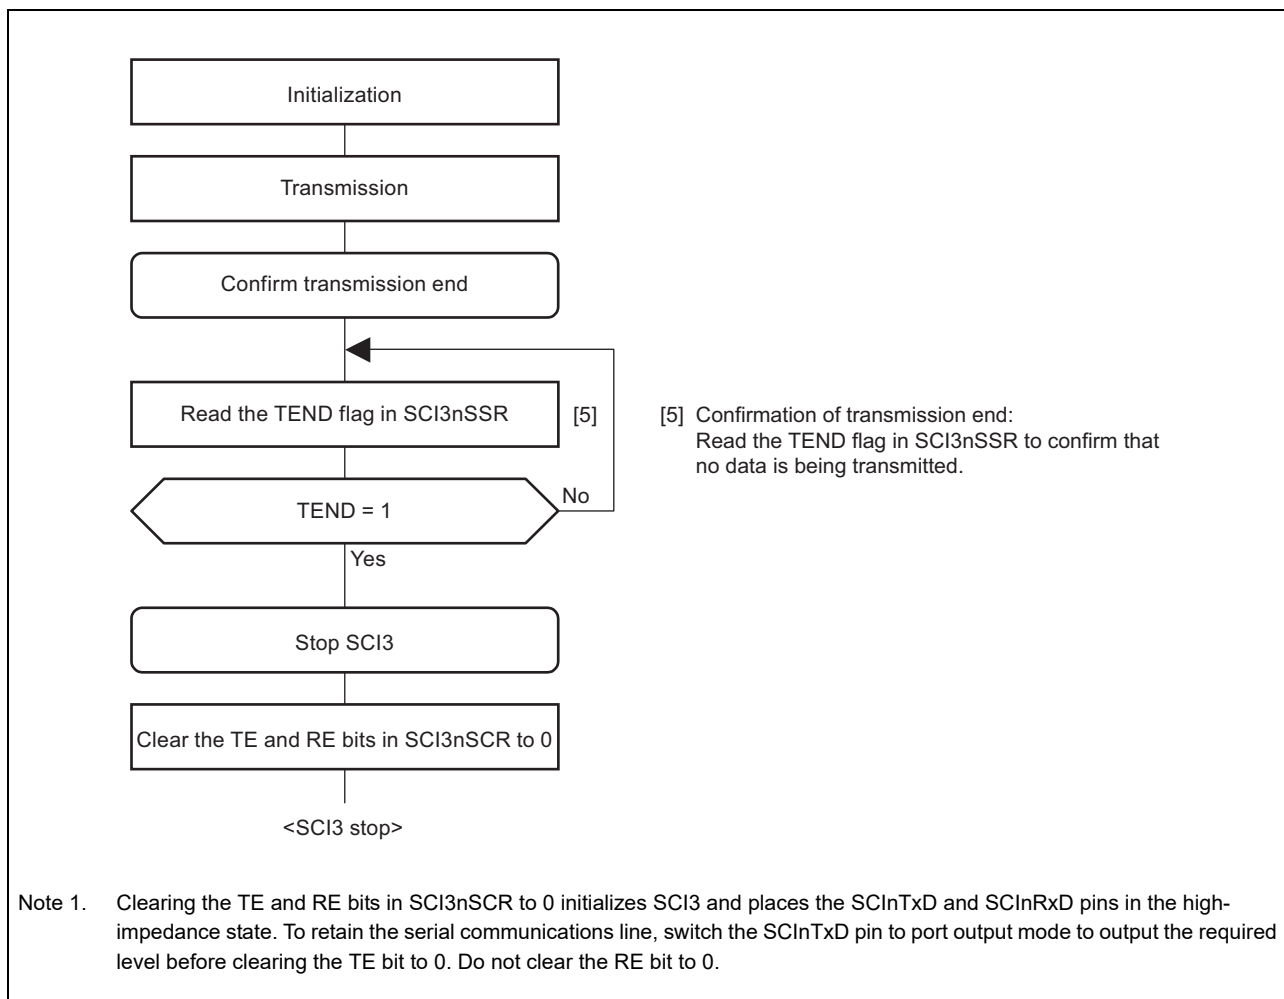 Initialization
Transmission
Confirm transmission end
Read the TEND flag in SCI3nSSR
[5]
[5] Confirmation of transmission end:
Read the TEND flag in SCI3nSSR to confirm that
no data is being transmitted.
TEND = 1
No
Yes
Stop SCI3
Clear the TE and RE bits in SCI3nSCR to 0
<SCI3 stop>
Note 1. Clearing the TE and RE bits in SCI3nSCR to 0 initializes SCI3 and places the SCInTxD and SCInRxD pins in the high-
impedance state. To retain the serial communications line, switch the SCInTxD pin to port output mode to output the required
level before clearing the TE bit to 0. Do not clear the RE bit to 0.